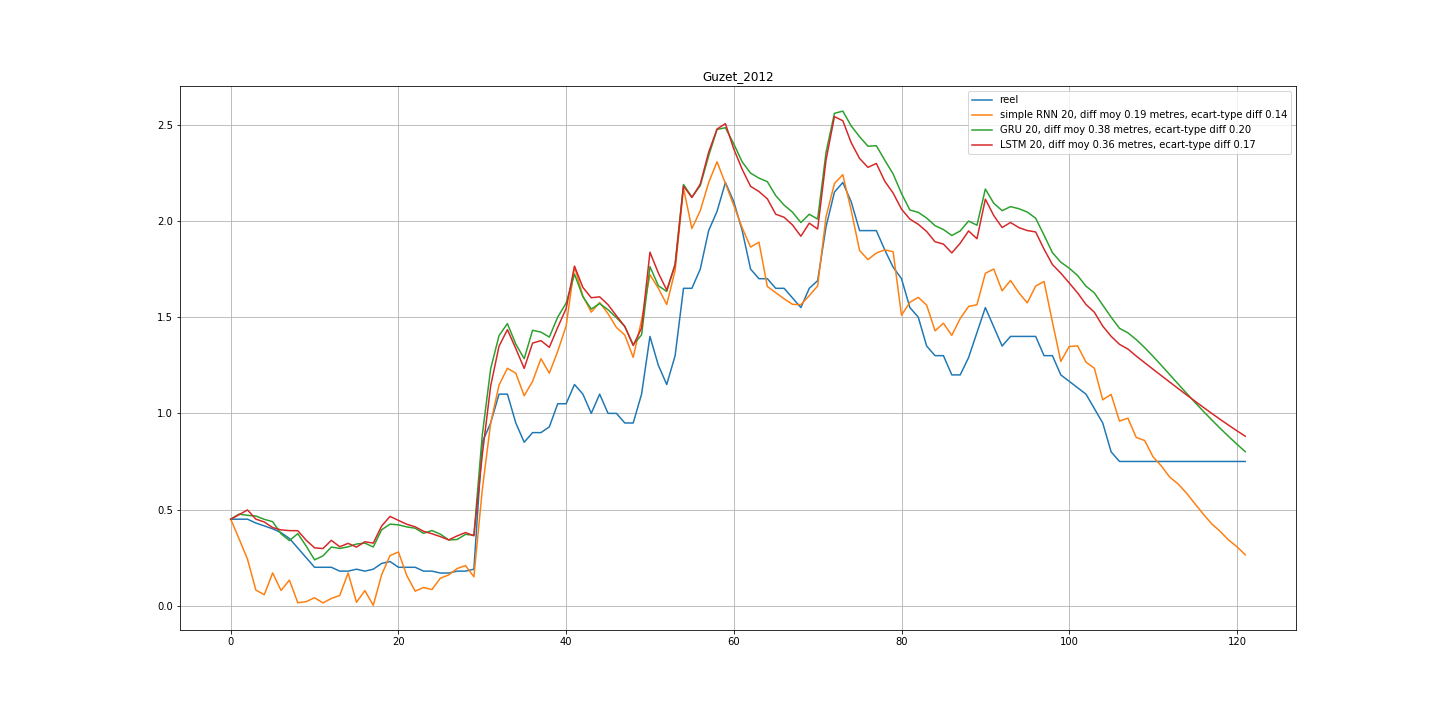 Guzet_2012
reel
simple RNN 20, diff moy 0.19 metres, ecart-type diff 0.14
GRU 20, diff moy 0.38 metres, ecart-type diff 0.20
LSTM 20, diff moy 0.36 metres, ecart-type diff 0.17
2.5
2.0
1.5
1.0
0.5
0.0
0 20 40 60 80 100 120